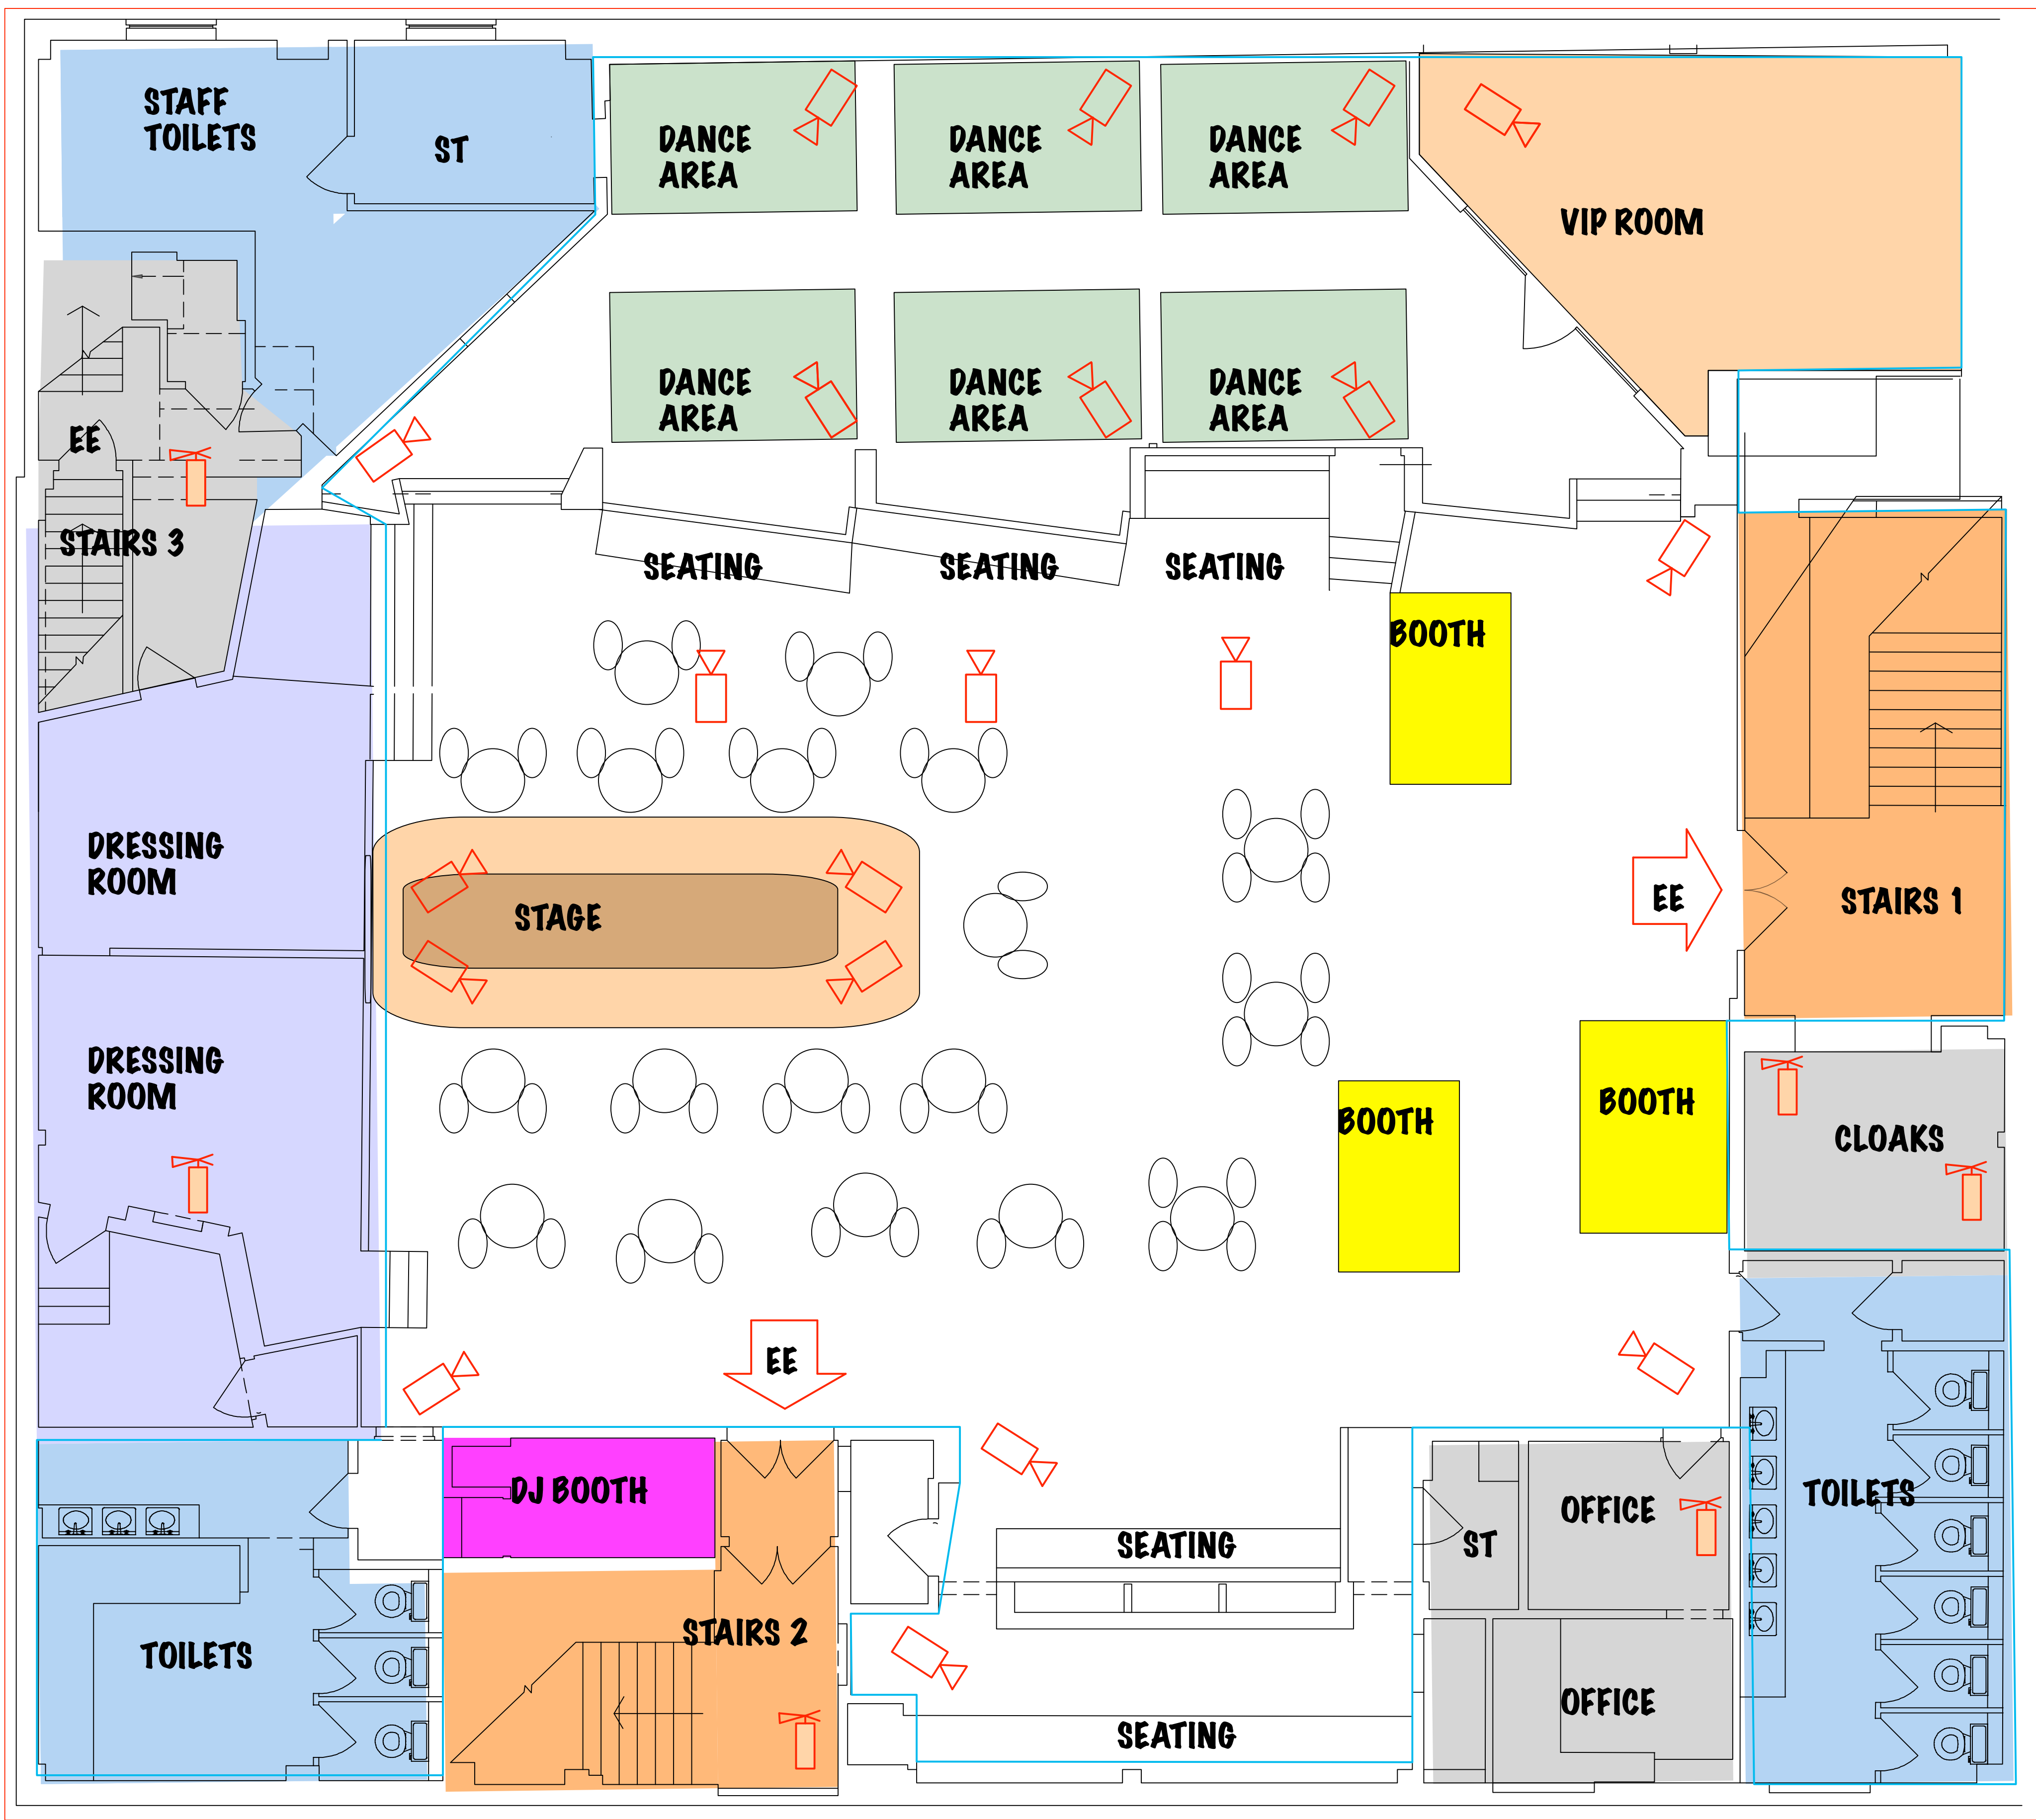 STAFF
TOILETS
ST
DANCE
AREA
DANCE
AREA
DANCE
AREA
VIP ROOM
DANCE
AREA
DANCE
AREA
DANCE
AREA
EE
STAIRS 3
SEATING
SEATING
SEATING
BOOTH
DRESSING
ROOM
STAGE
EE
STAIRS 1
DRESSING
ROOM
BOOTH
BOOTH
CLOAKS
EE
DJ BOOTH
SEATING
ST
OFFICE
TOILETS
TOILETS
STAIRS 2
SEATING
OFFICE